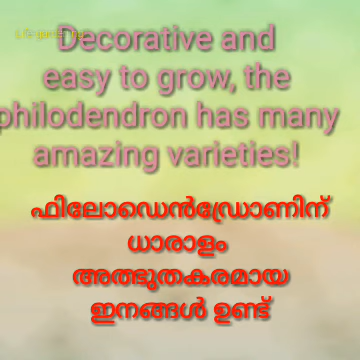 Decorative and
easy to grow, the
philodendron has many
amazing varieties!
ഫിലോഡെൻഡ്രോണിന്
ധാരാളം
അത്ഭുതകരമായ
ഇനങ്ങൾ ഉണ്ട്